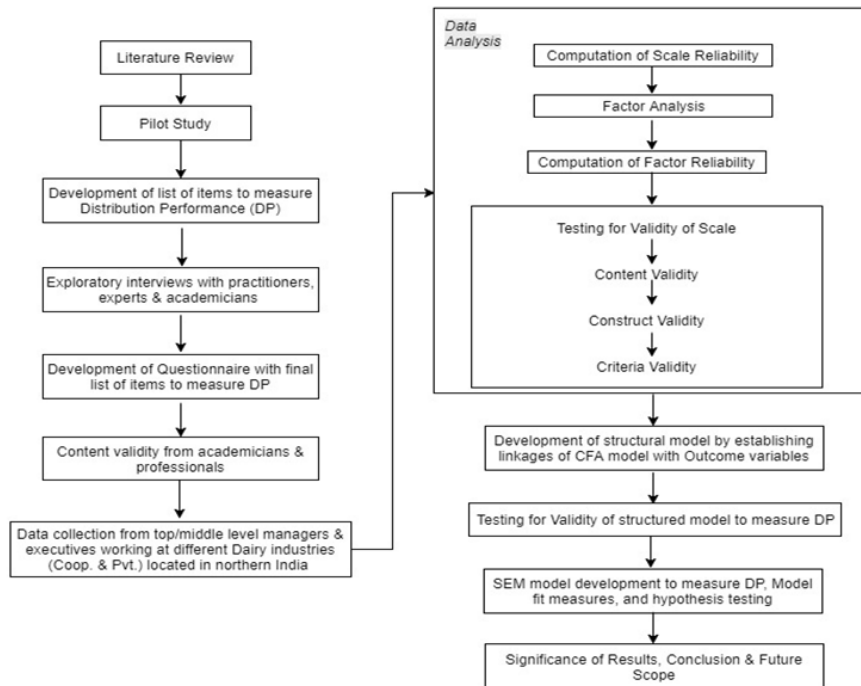 Literature Review
Pilot Study
Development of list of items to measure
Distribution Performance (DP)
Exploratory interviews with practitioners,
experts & academicians
Development of Questionnaire with final
list of items to measure DP
Content validity from academicians &
professionals
Data collection from top/middle level managers &
executives working at different Dairy industries
(Coop. & Pvt.) located in northern India
Data
Analysis
Computation of Scale Reliability
Factor Analysis
Computation of Factor Reliability
Testing for Validity of Scale
Content Validity
Construct Validity
Criteria Validity
Development of structural model by establishing
linkages of CFA model with Outcome variables
Testing for Validity of structured model to measure DP
SEM model development to measure DP, Model
fit measures, and hypothesis testing
Significance of Results, Conclusion & Future
Scope